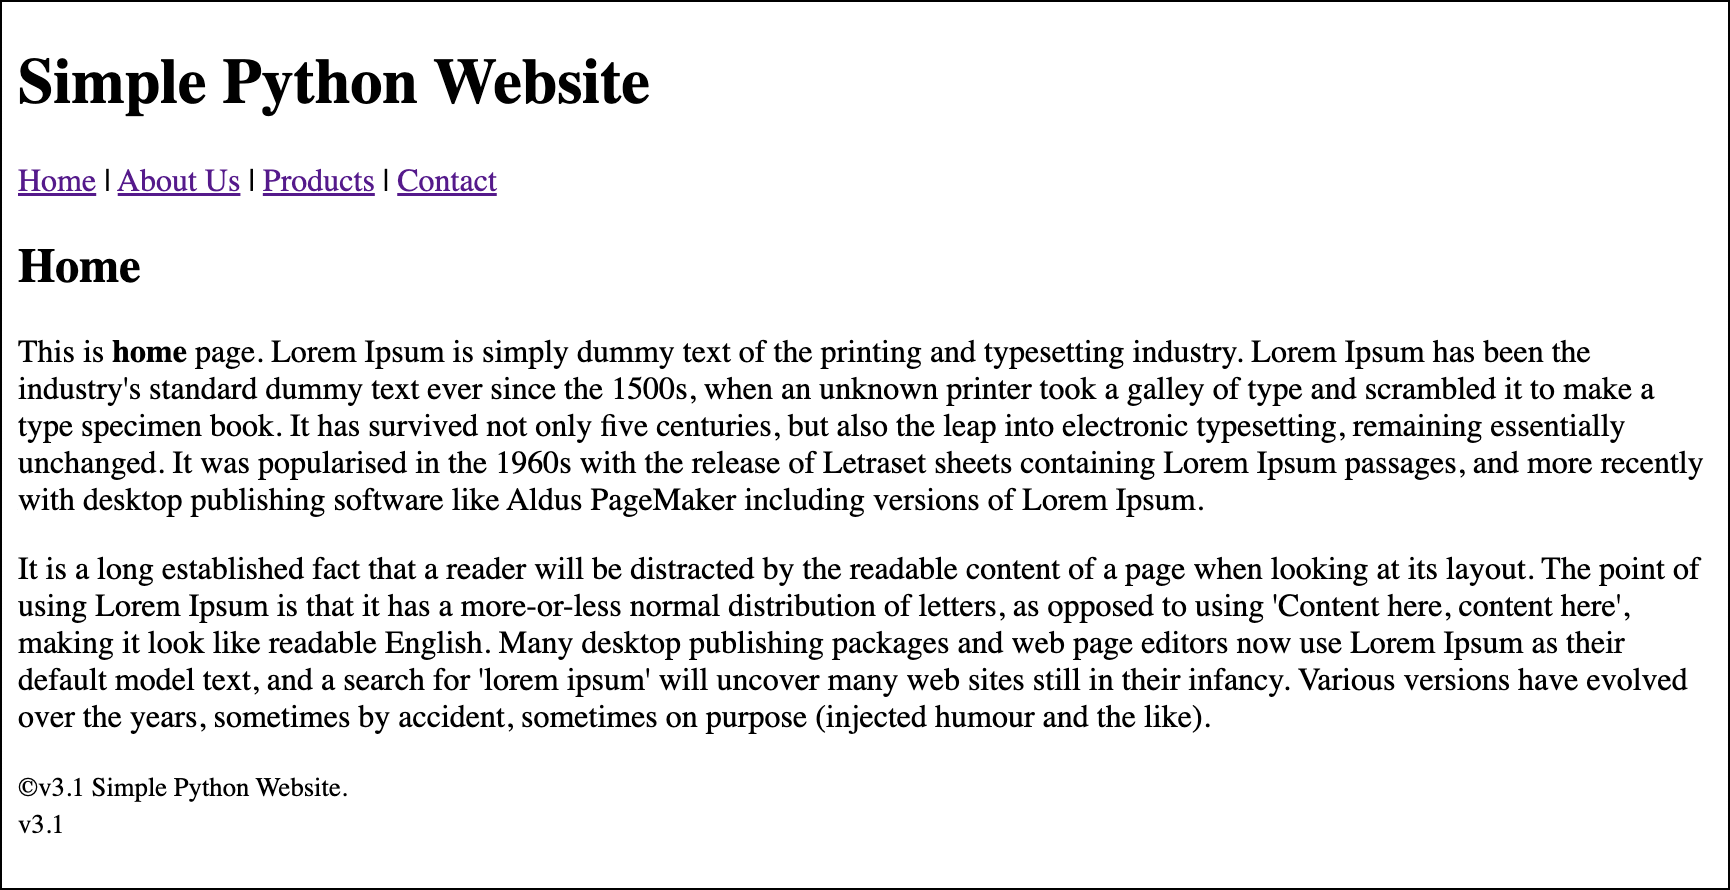 Simple Python Website
Home | About Us | Products | Contact
Home
This is home page. Lorem Ipsum is simply dummy text of the printing and typesetting industry. Lorem Ipsum has been the
industry's standard dummy text ever since the 1500s, when an unknown printer took a galley of type and scrambled it to make a
type specimen book. It has survived not only five centuries, but also the leap into electronic typesetting, remaining essentially
unchanged. It was popularised in the 1960s with the release of Letraset sheets containing Lorem Ipsum passages, and more recently
with desktop publishing software like Aldus PageMaker including versions of Lorem Ipsum.
It is a long established fact that a reader will be distracted by the readable content of a page when looking at its layout. The point of
using Lorem Ipsum is that it has a more-or-less normal distribution of letters, as opposed to using 'Content here, content here',
making it look like readable English. Many desktop publishing packages and web page editors now use Lorem Ipsum as their
default model text, and a search for 'lorem ipsum' will uncover many web sites still in their infancy. Various versions have evolved
over the years, sometimes by accident, sometimes on purpose (injected humour and the like).
©v3.1 Simple Python Website.
v3.1